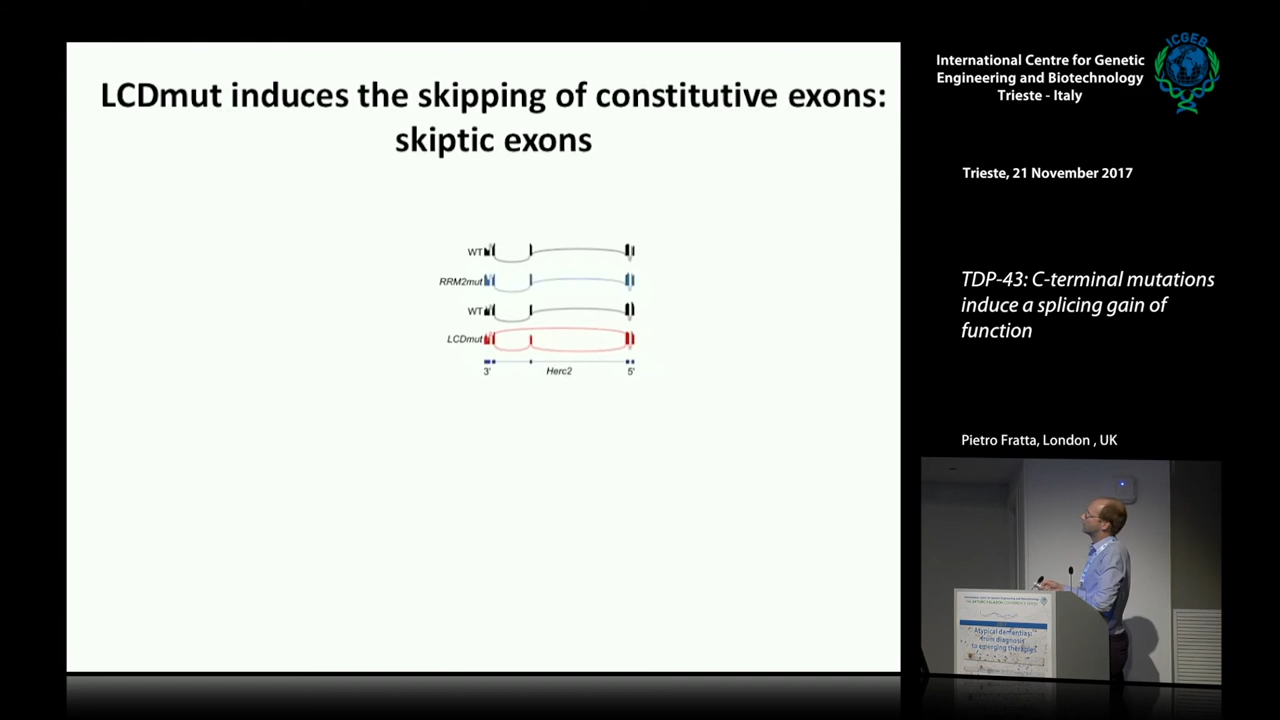 LCDmut induces the skipping of constitutive exons:
skiptic exons
WT
RRM2mut
WT
LCDmut
3' Herc2 5'
International Centre for Genetic
Engineering and Biotechnology
Trieste - Italy
ICGEB
Trieste, 21 November 2017
TDP-43: C-terminal mutations
induce a splicing gain of
function
Pietro Fratta, London , UK
Atypical dementias:
from diagnosis
to emerging therapies